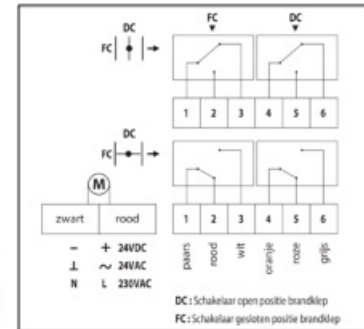 FC DC
DC
FC
1 2 3 4 5 6
DC
FC
M
zwart rood
1 2 3 4 5 6
paars rood wit oranje roze grijs
− + 24VDC
⊥ ~ 24VAC
N L 230VAC
DC : Schakelaar open positie brandklep
FC : Schakelaar gesloten positie brandklep